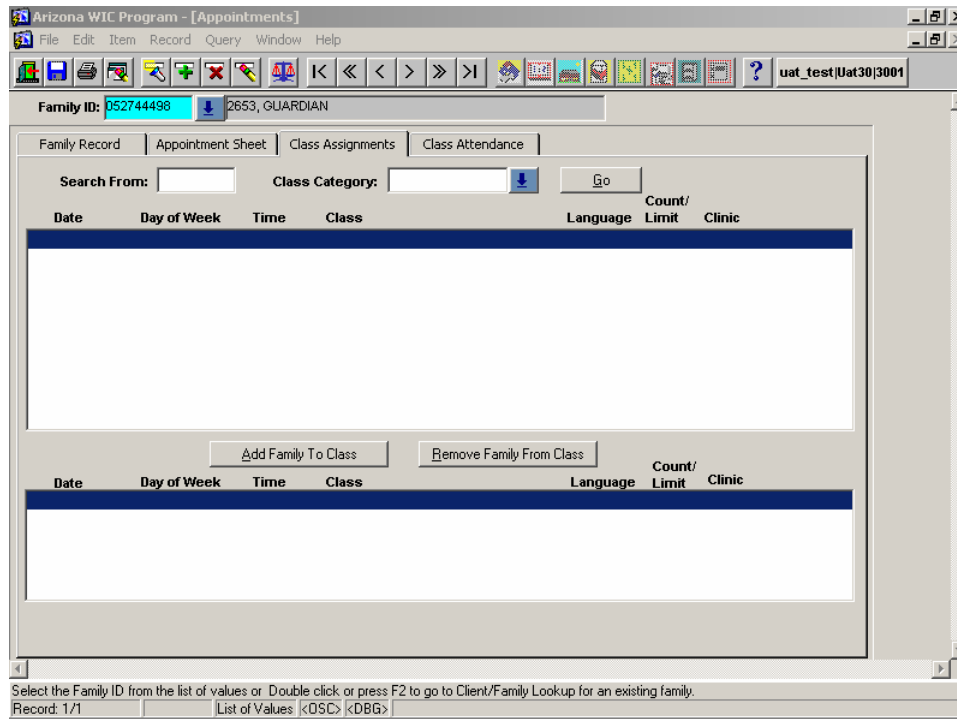 Arizona WIC Program - [Appointments]
File Edit Item Record Query Window Help
uat_test|Uat30|3001
Family ID: 052744498 2653, GUARDIAN
Family Record Appointment Sheet Class Assignments Class Attendance
Search From: Class Category: Go
Date Day of Week Time Class Language Count/ Limit Clinic
Add Family To Class Remove Family From Class
Date Day of Week Time Class Language Count/ Limit Clinic
Select the Family ID from the list of values or Double click or press F2 to go to Client/Family Lookup for an existing family.
Record: 1/1 List of Values <OSC> <DBG>